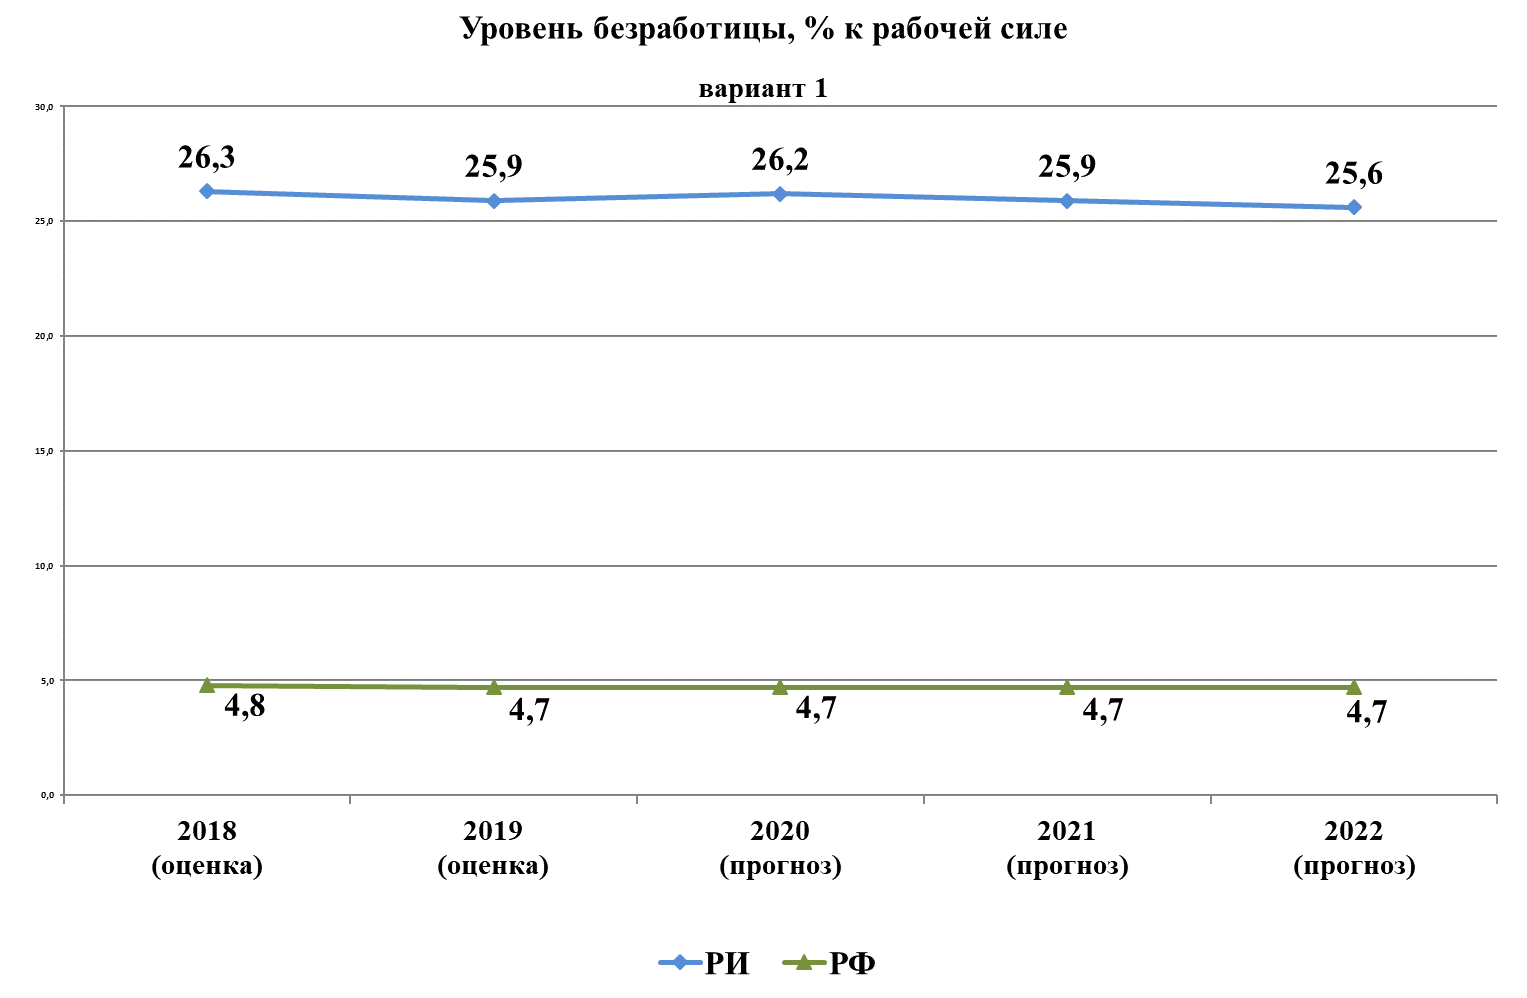 Уровень безработицы, % к рабочей силе
вариант 1
30,0
25,0
20,0
15,0
10,0
5,0
0,0
26,3
25,9
26,2
25,9
25,6
4,8
4,7
4,7
4,7
4,7
2018
(оценка)
2019
(оценка)
2020
(прогноз)
2021
(прогноз)
2022
(прогноз)
РИ
РФ